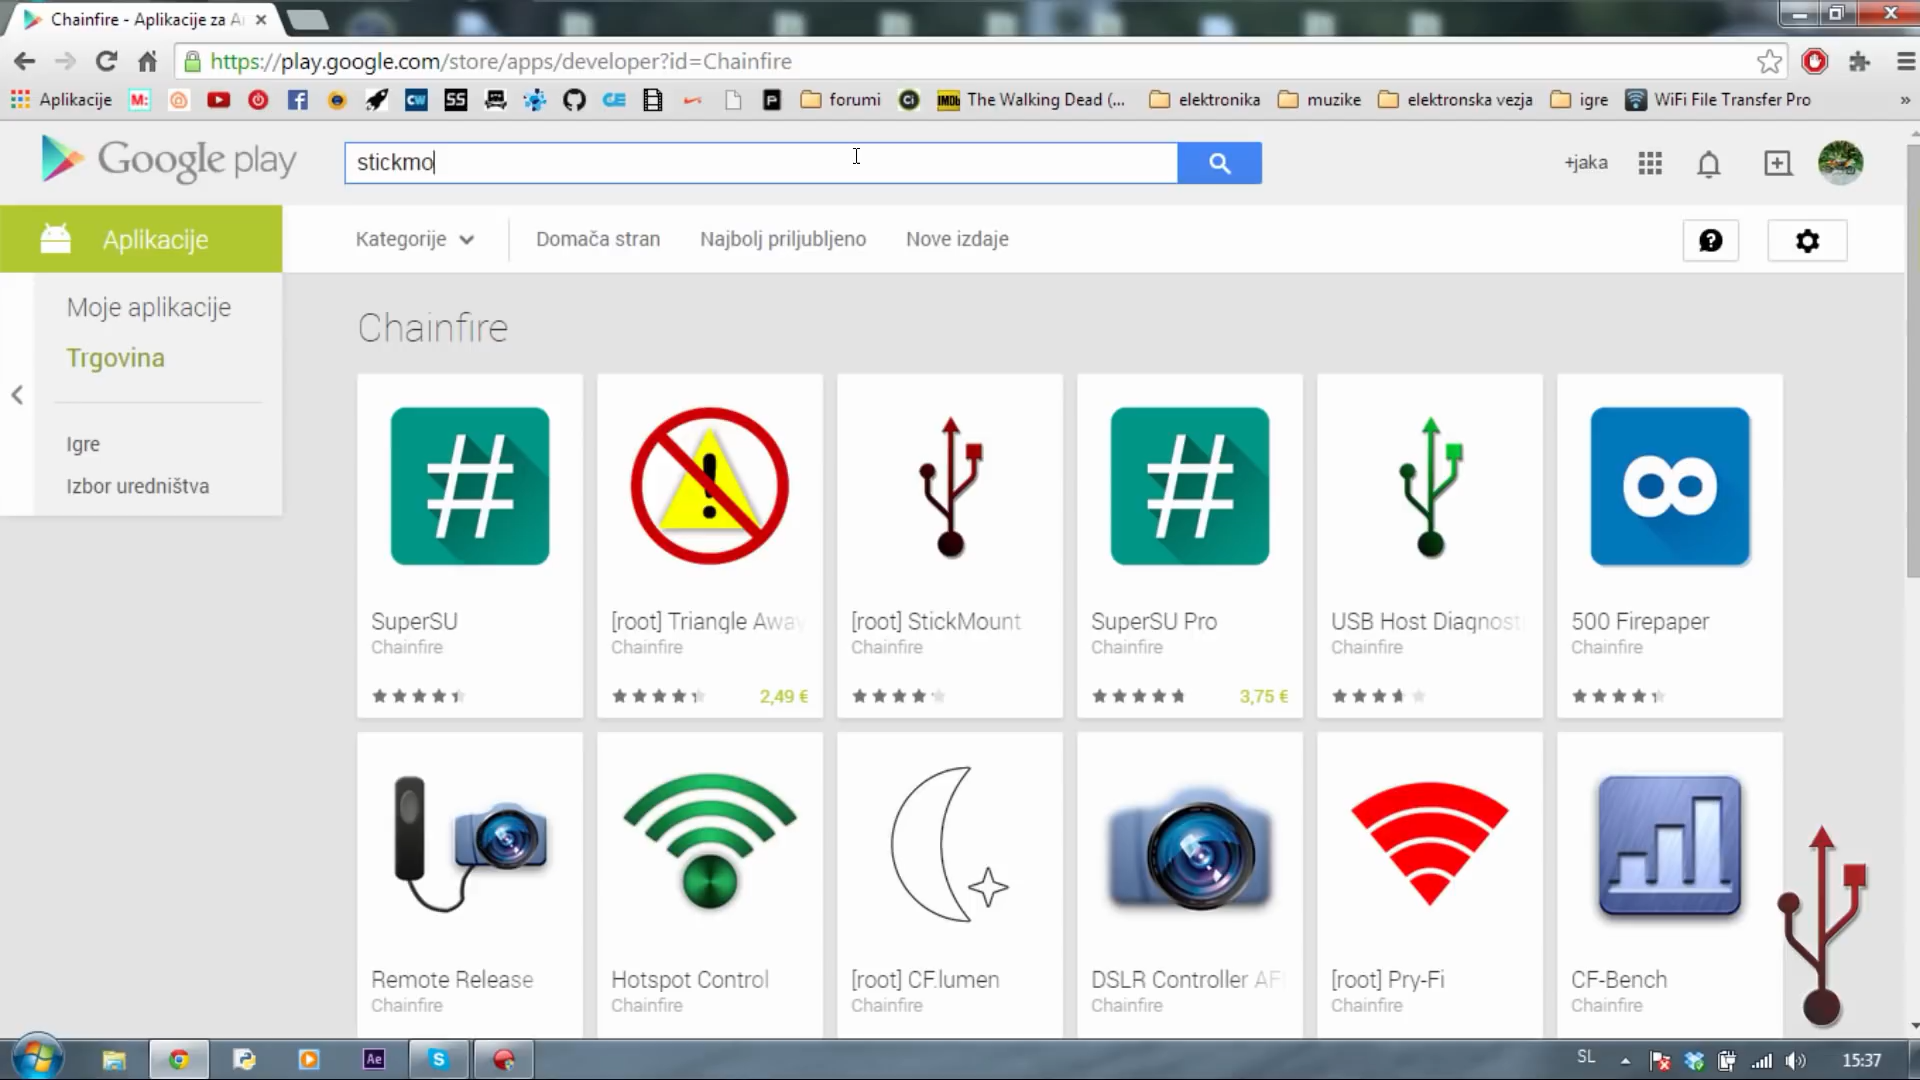 Chainfire - Aplikacije za A
https://play.google.com/store/apps/developer?id=Chainfire
Aplikacije
forumi
The Walking Dead (...
elektronika
muzike
elektronska vezja
igre
WiFi File Transfer Pro
Google play
stickmo
+jaka
Aplikacije
Kategorije
Domača stran
Najbolj priljubljeno
Nove izdaje
Moje aplikacije
Trgovina
Igre
Izbor uredništva
Chainfire
SuperSU
Chainfire
[root] Triangle Away
Chainfire
2,49 €
[root] StickMount
Chainfire
SuperSU Pro
Chainfire
3,75 €
USB Host Diagnost
Chainfire
500 Firepaper
Chainfire
Remote Release
Chainfire
Hotspot Control
Chainfire
[root] CF.lumen
Chainfire
DSLR Controller AF
Chainfire
[root] Pry-Fi
Chainfire
CF-Bench
Chainfire
SL
15:37